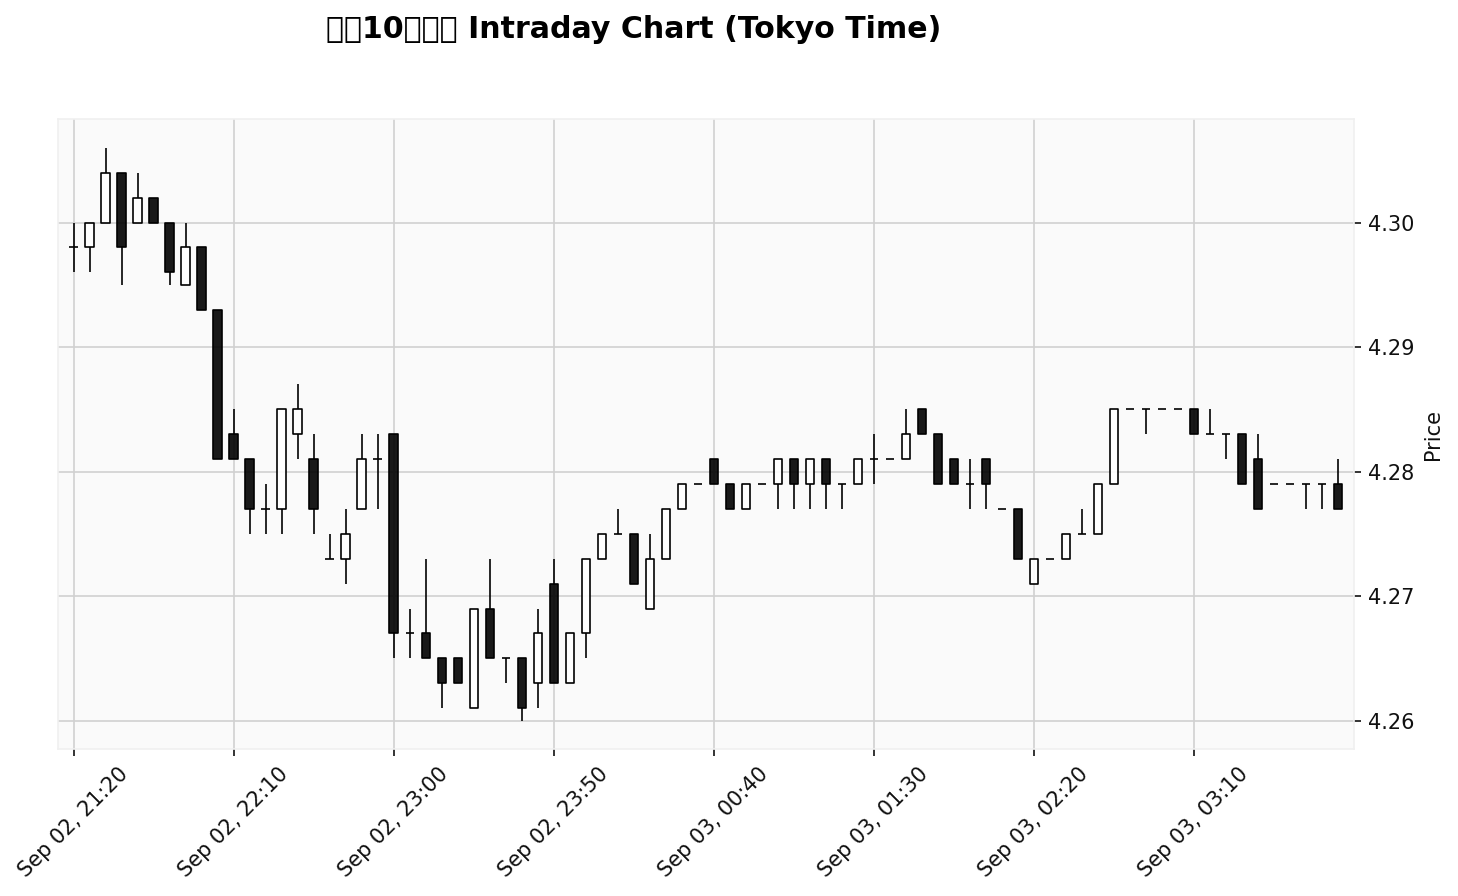 10 Intraday Chart (Tokyo Time)
4.30
4.29
4.28
4.27
4.26
Price
Sep 02, 21:20
Sep 02, 22:10
Sep 02, 23:00
Sep 02, 23:50
Sep 03, 00:40
Sep 03, 01:30
Sep 03, 02:20
Sep 03, 03:10